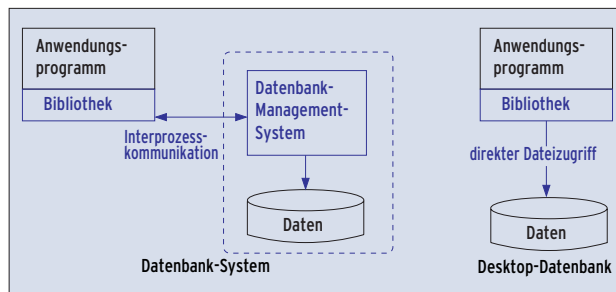 Anwendungs-
programm
Bibliothek
Interprozess-
kommunikation
Datenbank-
Management-
System
Daten
Datenbank-System
Anwendungs-
programm
Bibliothek
direkter Dateizugriff
Daten
Desktop-Datenbank